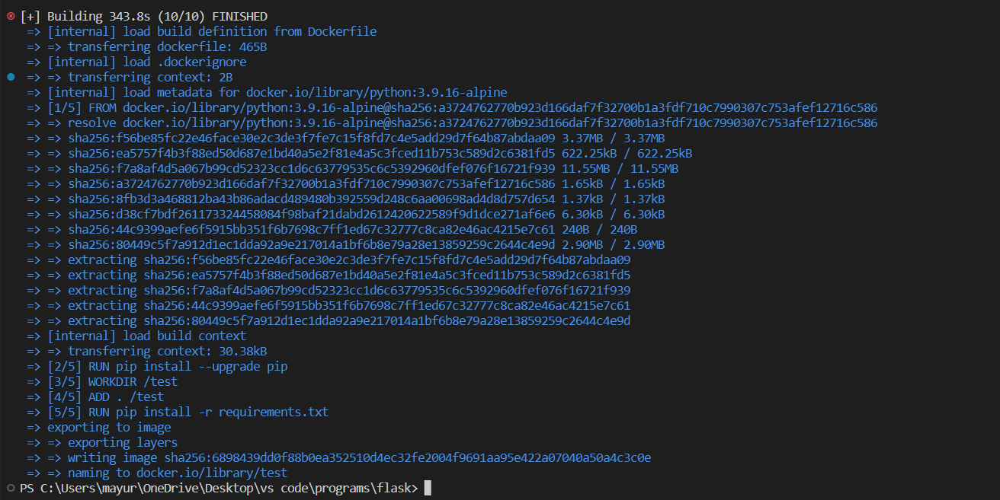 [+] Building 343.8s (10/10) FINISHED
=> [internal] load build definition from Dockerfile
=> => transferring dockerfile: 465B
=> [internal] load .dockerignore
=> => transferring context: 2B
=> [internal] load metadata for docker.io/library/python:3.9.16-alpine
=> [1/5] FROM docker.io/library/python:3.9.16-alpine@sha256:a3724762770b923d166daf7f32700b1a3fdf710c7990307c753afef12716c586
=> => resolve docker.io/library/python:3.9.16-alpine@sha256:a3724762770b923d166daf7f32700b1a3fdf710c7990307c753afef12716c586
=> => sha256:f56be85fc22e46face30e2c3de3f7fe7c15f8fd7c4e5add29d7f64b87abdaa09 3.37MB / 3.37MB
=> => sha256:ea5757f4b3f88ed50d687e1bd40a5e2f81e4a5c3fced11b753c589d2c6381fd5 622.25kB / 622.25kB
=> => sha256:f7a8af4d5a067b99cd52323cc1d6c63779535c6c5392960dfef076f16721f939 11.55MB / 11.55MB
=> => sha256:a3724762770b923d166daf7f32700b1a3fdf710c7990307c753afef12716c586 1.65kB / 1.65kB
=> => sha256:8fb3d3a468812ba43b86adacd489480b392559d248c6aa00698ad4d8d757d654 1.37kB / 1.37kB
=> => sha256:d38cf7bdf261173324458084f98baf21dabd2612420622589f9d1dce271af6e6 6.30kB / 6.30kB
=> => sha256:44c9399aefe6f5915bb351f6b7698c7ff1ed67c32777c8ca82e46ac4215e7c61 240B / 240B
=> => sha256:80449c5f7a912d1ec1dda92a9e217014a1bf6b8e79a28e13859259c2644c4e9d 2.90MB / 2.90MB
=> => extracting sha256:f56be85fc22e46face30e2c3de3f7fe7c15f8fd7c4e5add29d7f64b87abdaa09
=> => extracting sha256:ea5757f4b3f88ed50d687e1bd40a5e2f81e4a5c3fced11b753c589d2c6381fd5
=> => extracting sha256:f7a8af4d5a067b99cd52323cc1d6c63779535c6c5392960dfef076f16721f939
=> => extracting sha256:44c9399aefe6f5915bb351f6b7698c7ff1ed67c32777c8ca82e46ac4215e7c61
=> => extracting sha256:80449c5f7a912d1ec1dda92a9e217014a1bf6b8e79a28e13859259c2644c4e9d
=> [internal] load build context
=> => transferring context: 30.38kB
=> [2/5] RUN pip install --upgrade pip
=> [3/5] WORKDIR /test
=> [4/5] ADD . /test
=> [5/5] RUN pip install -r requirements.txt
=> exporting to image
=> => exporting layers
=> => writing image sha256:6898439dd0f88b0ea352510d4ec32fe2004f9691aa95e422a07040a50a4c3c0e
=> => naming to docker.io/library/test
PS C:\Users\mayur\OneDrive\Desktop\vs code\programs\flask>